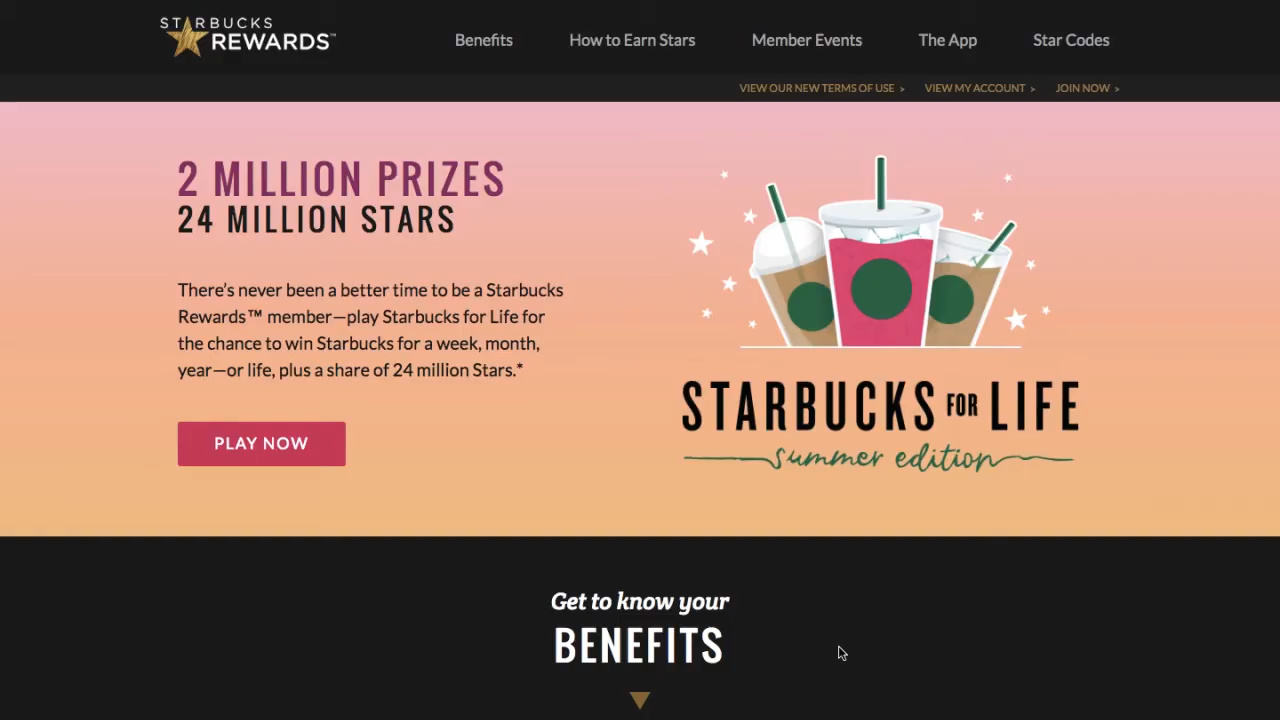 STARBUCKS
REWARDS™
Benefits
How to Earn Stars
Member Events
The App
Star Codes
VIEW OUR NEW TERMS OF USE >
VIEW MY ACCOUNT >
JOIN NOW >
2 MILLION PRIZES
24 MILLION STARS
There’s never been a better time to be a Starbucks
Rewards™ member—play Starbucks for Life for
the chance to win Starbucks for a week, month,
year—or life, plus a share of 24 million Stars.*
PLAY NOW
STARBUCKS FOR LIFE
summer edition
Get to know your
BENEFITS